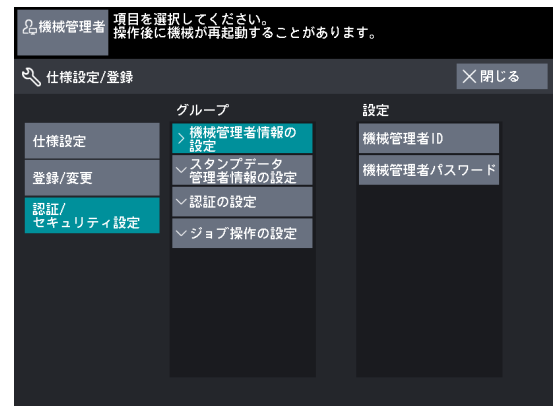 機械管理者
項目を選択してください。
操作後に機械が再起動することがあります。
仕様設定/登録
閉じる
グループ
設定
仕様設定
登録/変更
認証/
セキュリティ設定
機械管理者情報の
設定
スタンプデータ
管理者情報の設定
認証の設定
ジョブ操作の設定
機械管理者ID
機械管理者パスワード